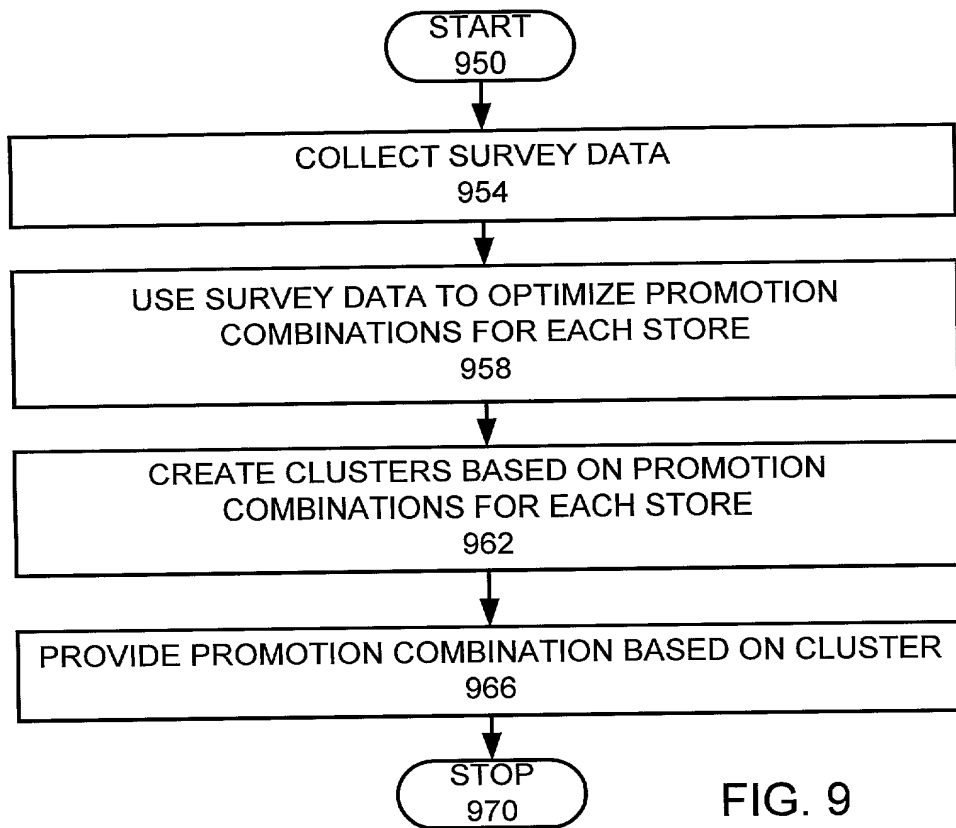 START
950
COLLECT SURVEY DATA
954
USE SURVEY DATA TO OPTIMIZE PROMOTION
COMBINATIONS FOR EACH STORE
958
CREATE CLUSTERS BASED ON PROMOTION
COMBINATIONS FOR EACH STORE
962
PROVIDE PROMOTION COMBINATION BASED ON CLUSTER
966
STOP
970
FIG. 9